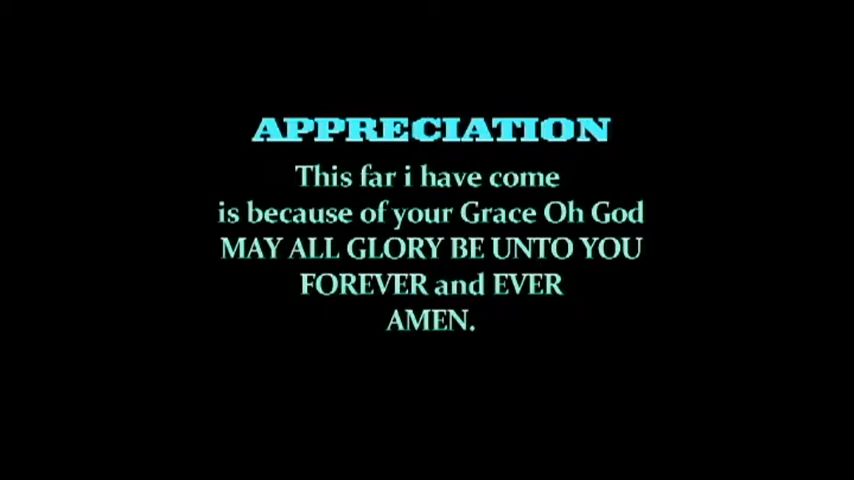 APPRECIATION
This far i have come
is because of your Grace Oh God
MAY ALL GLORY BE UNTO YOU
FOREVER and EVER
AMEN.